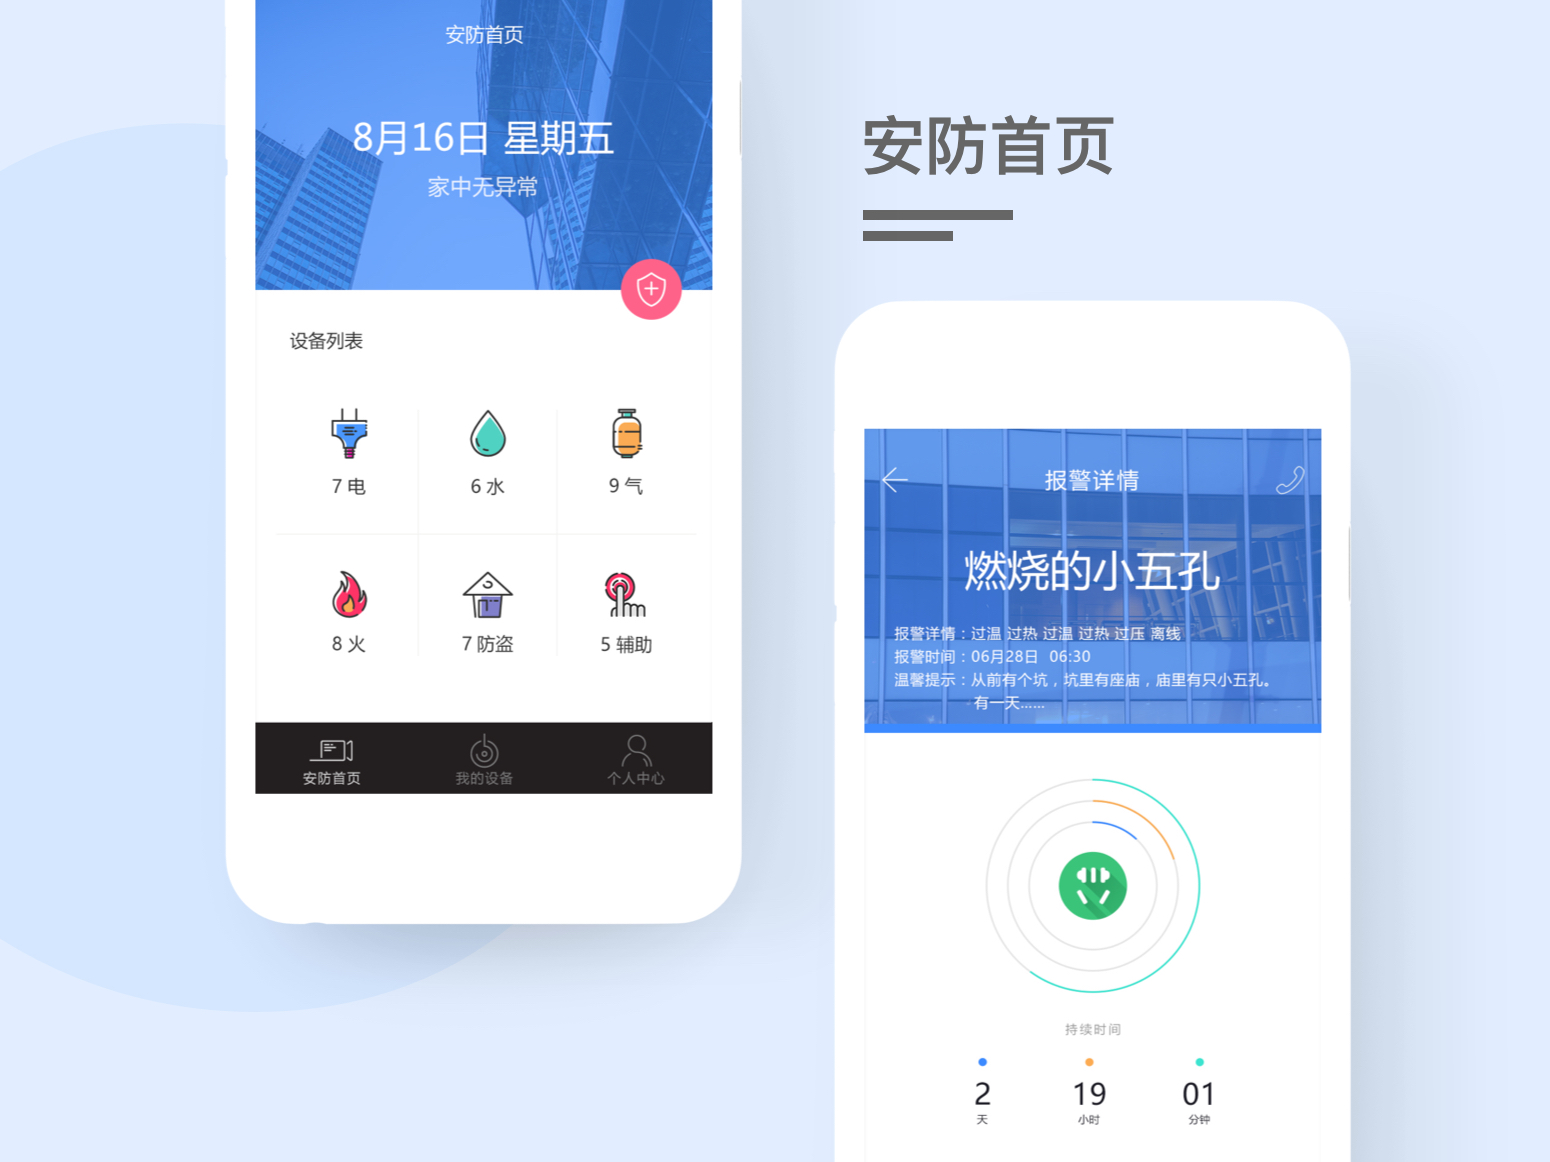 安防首页
8月16日 星期五
家中无异常
设备列表
7 电
6 水
9 气
8 火
7 防盗
5 辅助
安防首页
我的设备
个人中心
安防首页
报警详情
燃烧的小五孔
报警详情：过温 过热 过温 过热 过压 离线
报警时间：06月28日 06:30
温馨提示：从前有个坑，坑里有座庙，庙里有只小五孔。
有一天......
持续时间
2
19
01
天
小时
分钟